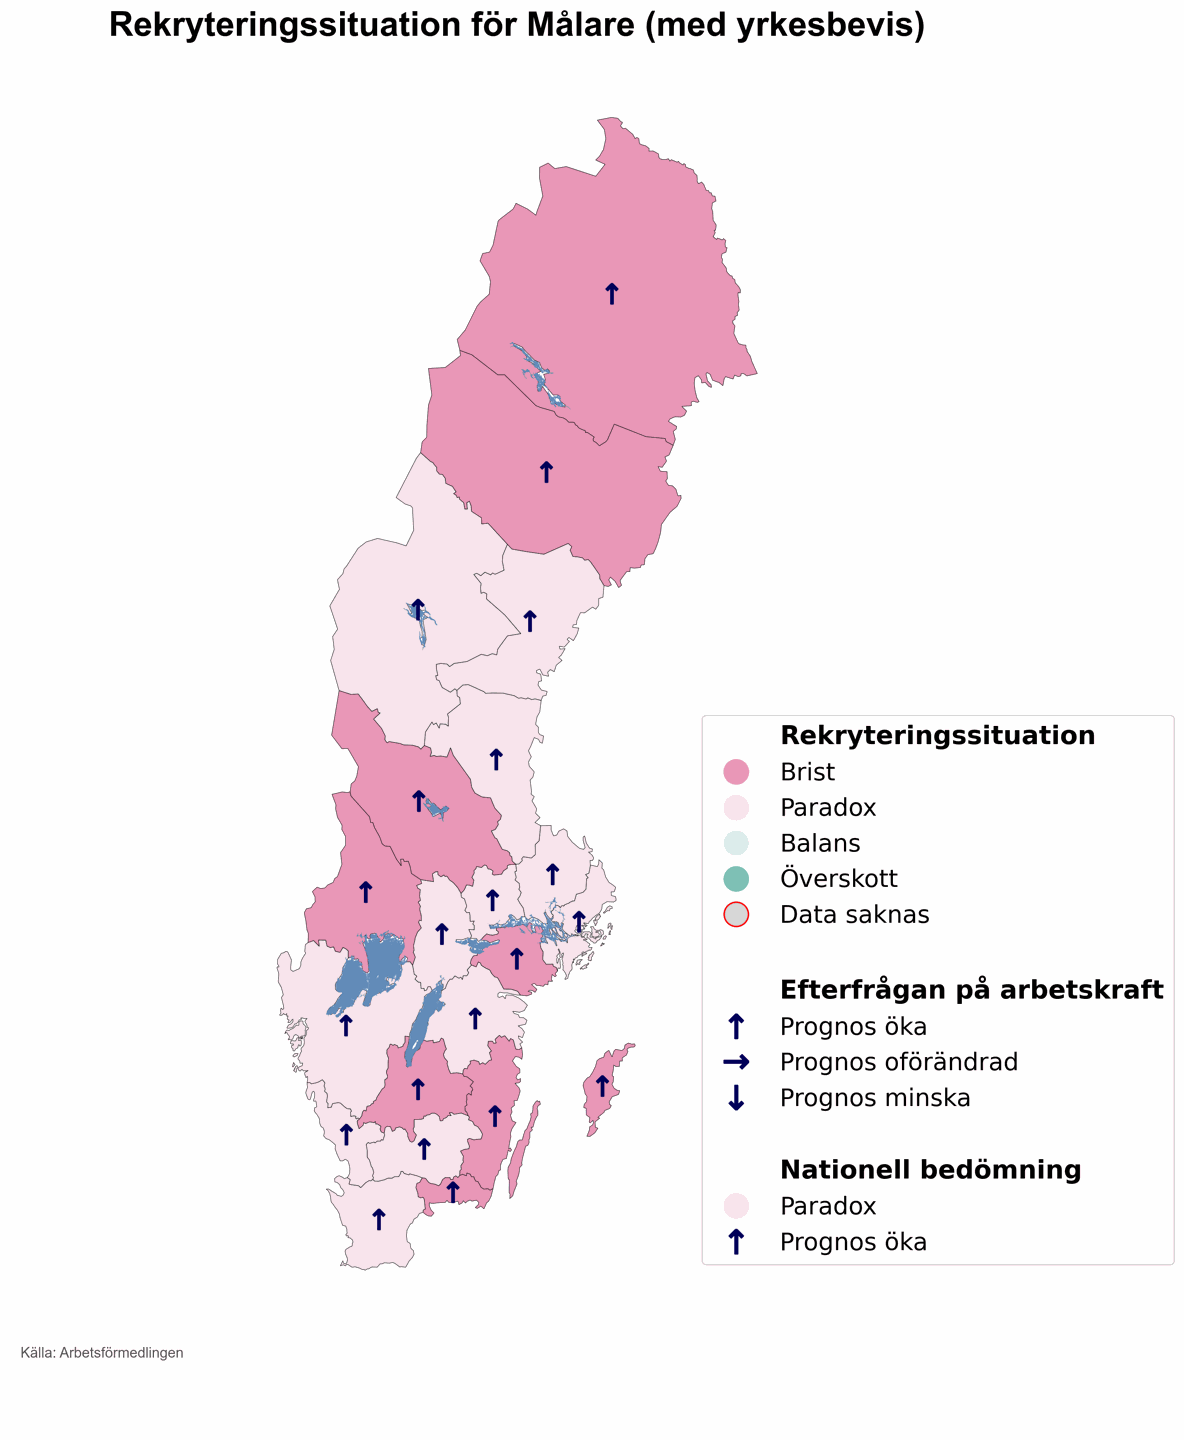 Rekryteringssituation för Målare (med yrkesbevis)
Rekryteringssituation
Brist
Paradox
Balans
Överskott
Data saknas
Efterfrågan på arbetskraft
Prognos öka
Prognos oförändrad
Prognos minska
Nationell bedömning
Paradox
Prognos öka
Källa: Arbetsförmedlingen